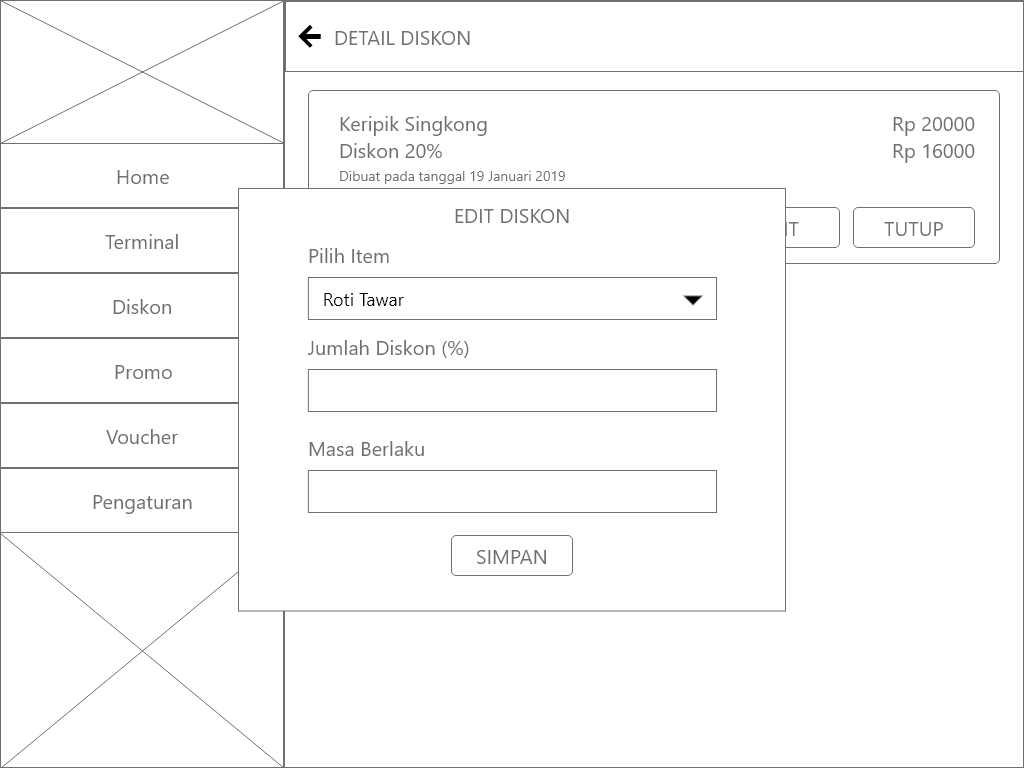 DETAIL DISKON
Home
Terminal
Diskon
Promo
Voucher
Pengaturan
Keripik Singkong Rp 20000
Diskon 20% Rp 16000
Dibuat pada tanggal 19 Januari 2019
TUTUP
EDIT DISKON
Pilih Item
Roti Tawar
Jumlah Diskon (%)
Masa Berlaku
SIMPAN